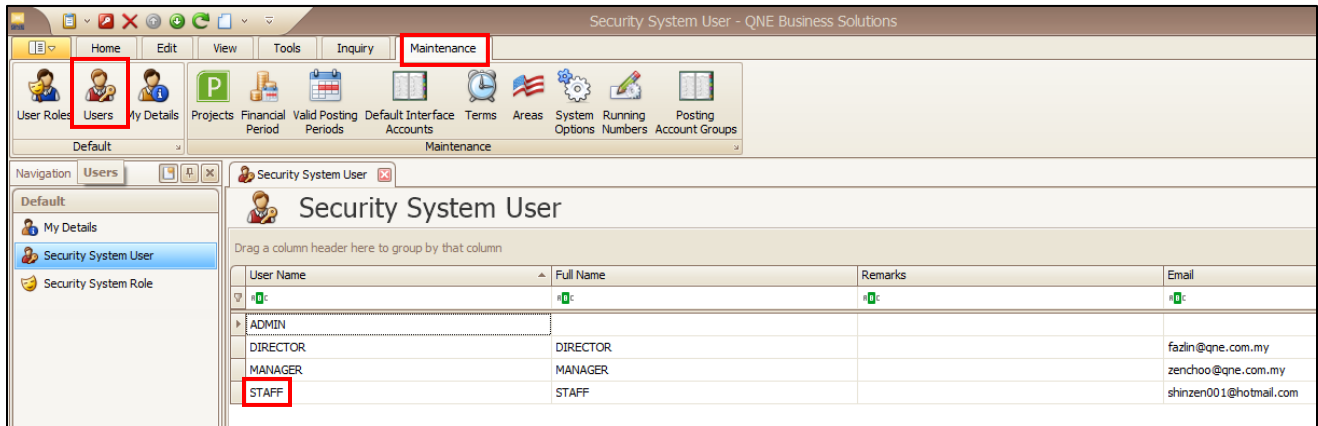 Security System User - QNE Business Solutions
Home Edit View Tools Inquiry Maintenance
User Roles Users My Details Projects Financial Period Valid Posting Periods Default Interface Accounts Terms Areas System Options Running Numbers Posting Account Groups
Default Maintenance
Navigation Users Security System User
Default
My Details
Security System User
Security System Role
Security System User
Drag a column header here to group by that column
User Name Full Name Remarks Email
ADMIN
DIRECTOR DIRECTOR fazlin@qne.com.my
MANAGER MANAGER zenchoo@qne.com.my
STAFF STAFF shinzen001@hotmail.com